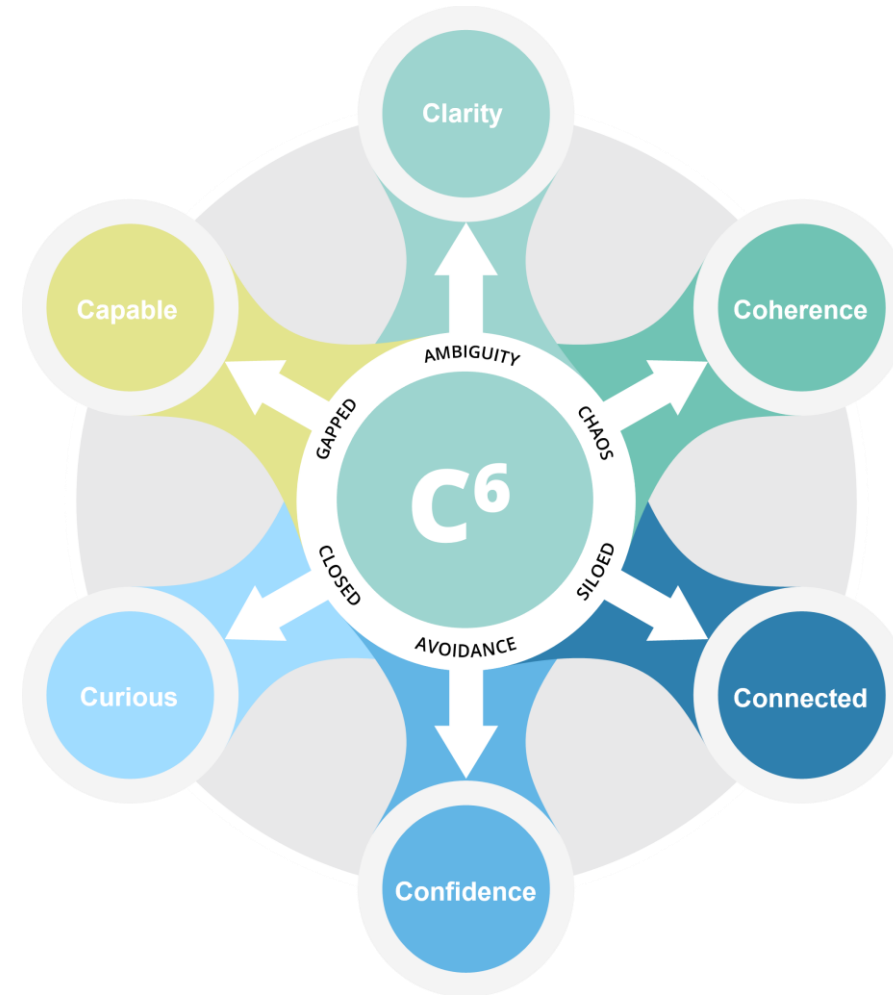 Clarity
Capable
Coherence
AMBIGUITY
GAPPED
CHAOS
C⁶
CLOSED
SILOED
AVOIDANCE
Curious
Connected
Confidence